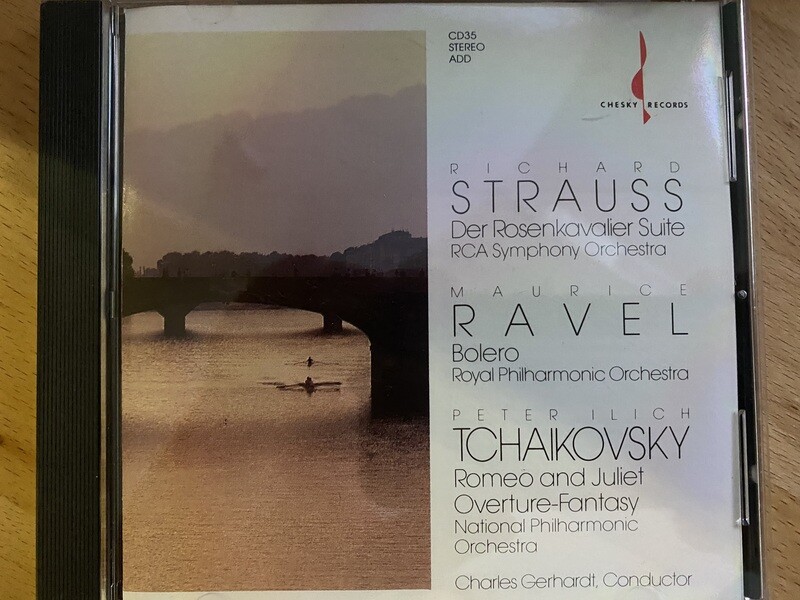 CD35
STEREO
ADD
CHESKY RECORDS
RICHARD
STRAUSS
Der Rosenkavalier Suite
RCA Symphony Orchestra
MAURICE
RAVEL
Bolero
Royal Philharmonic Orchestra
PETER ILICH
TCHAIKOVSKY
Romeo and Juliet
Overture-Fantasy
National Philharmonic
Orchestra
Charles Gerhardt, Conductor